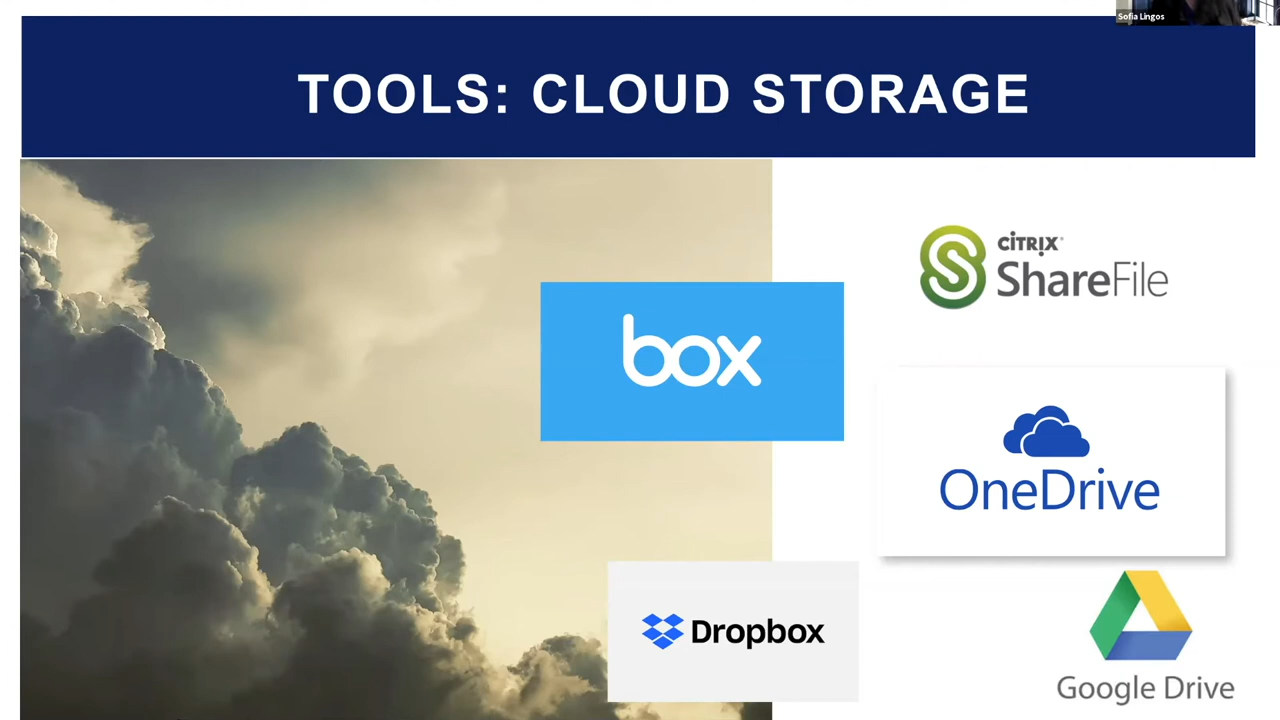 Sofia Lingos
TOOLS: CLOUD STORAGE
CITRIX
ShareFile
box
OneDrive
Dropbox
Google Drive